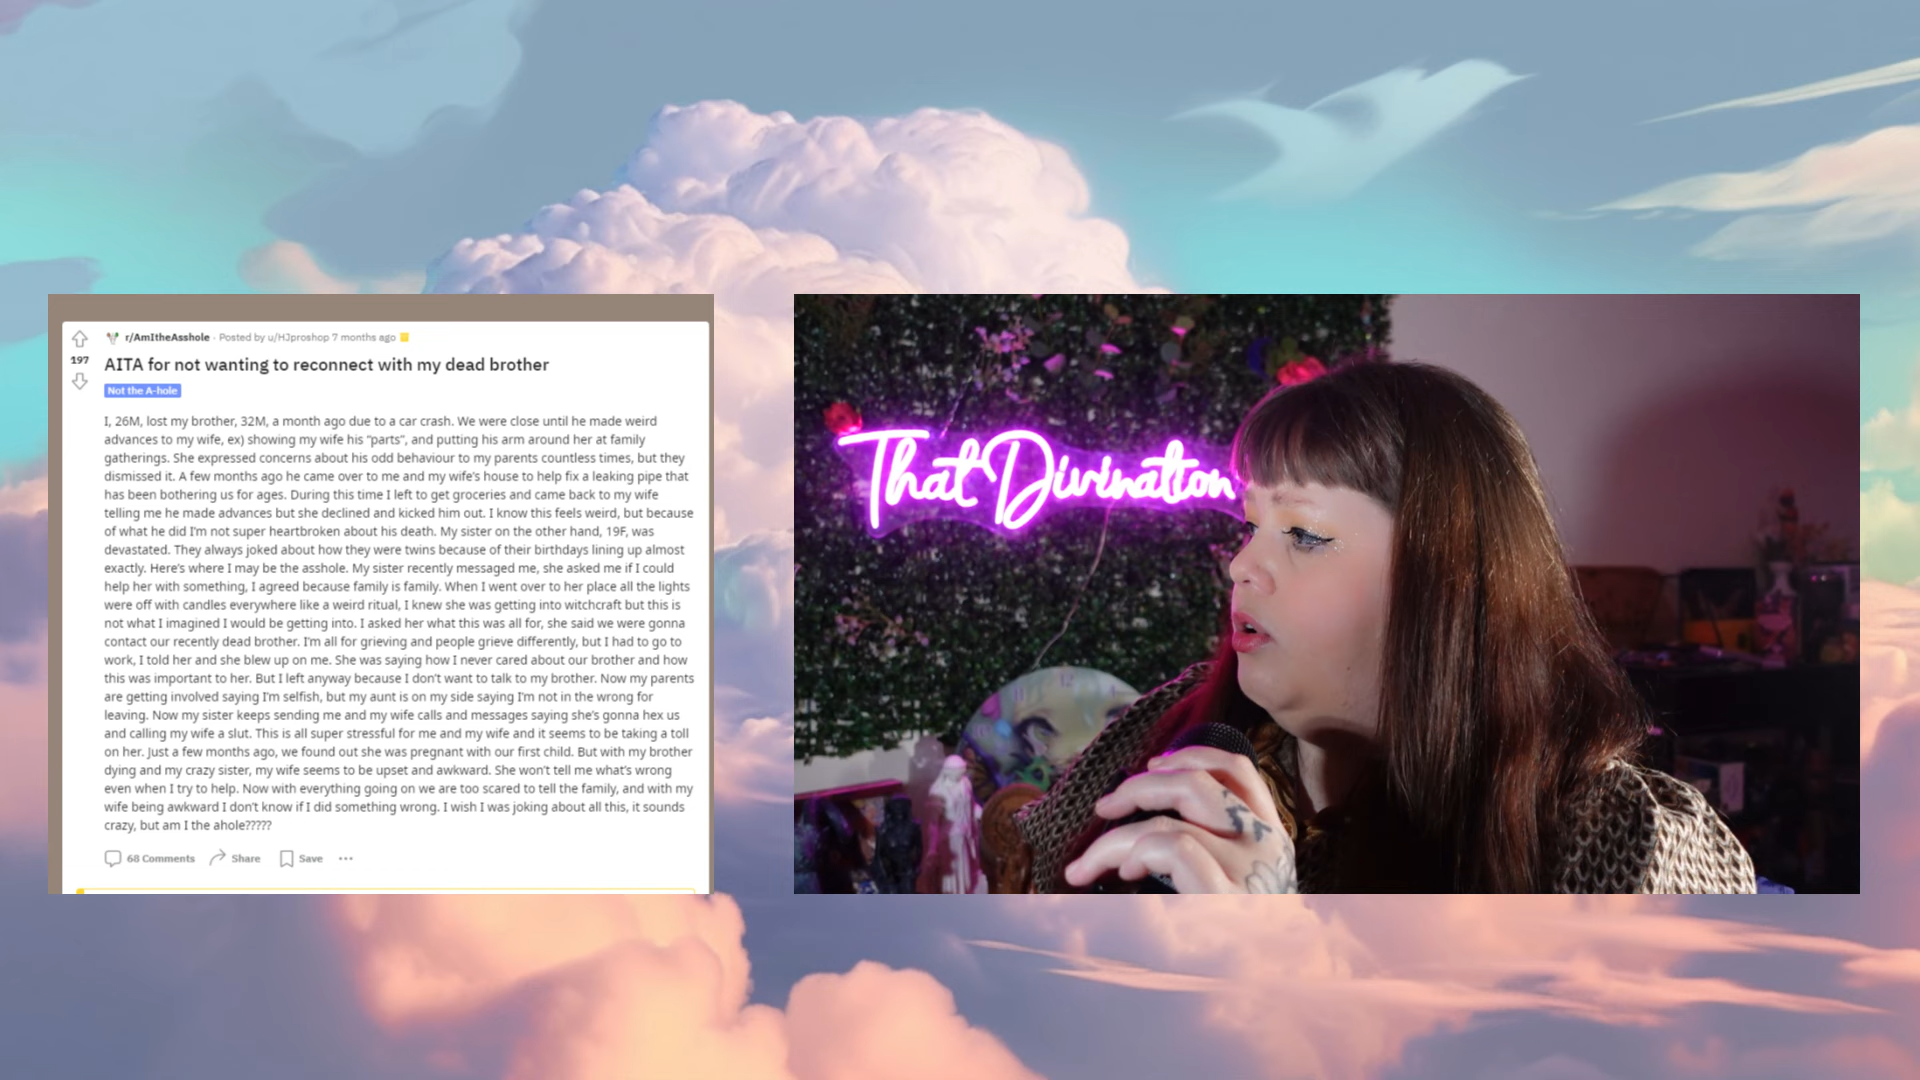 r/AmItheAsshole · Posted by u/HJproshop 7 months ago
197
AITA for not wanting to reconnect with my dead brother
Not the A-hole
I, 26M, lost my brother, 32M, a month ago due to a car crash. We were close until he made weird
advances to my wife, ex) showing my wife his “parts”, and putting his arm around her at family
gatherings. She expressed concerns about his odd behaviour to my parents countless times, but they
dismissed it. A few months ago he came over to me and my wife’s house to help fix a leaking pipe that
has been bothering us for ages. During this time I left to get groceries and came back to my wife
telling me he made advances but she declined and kicked him out. I know this feels weird, but because
of what he did I’m not super heartbroken about his death. My sister on the other hand, 19F, was
devastated. They always joked about how they were twins because of their birthdays lining up almost
exactly. Here’s where I may be the asshole. My sister recently messaged me, she asked me if I could
help her with something, I agreed because family is family. When I went over to her place all the lights
were off with candles everywhere like a weird ritual, I knew she was getting into witchcraft but this is
not what I imagined I would be getting into. I asked her what this was all for, she said we were gonna
contact our recently dead brother. I’m all for grieving and people grieve differently, but I had to go to
work, I told her and she blew up on me. She was saying how I never cared about our brother and how
this was important to her. But I left anyway because I don’t want to talk to my brother. Now my parents
are getting involved saying I’m selfish, but my aunt is on my side saying I’m not in the wrong for
leaving. Now my sister keeps sending me and my wife calls and messages saying she’s gonna hex us
and calling my wife a slut. This is all super stressful for me and my wife and it seems to be taking a toll
on her. Just a few months ago, we found out she was pregnant with our first child. But with my brother
dying and my crazy sister, my wife seems to be upset and awkward. She won’t tell me what’s wrong
even when I try to help. Now with everything going on we are too scared to tell the family, and with my
wife being awkward I don’t know if I did something wrong. I wish I was joking about all this, it sounds
crazy, but am I the ahole?????
68 Comments Share Save ...
That Divination